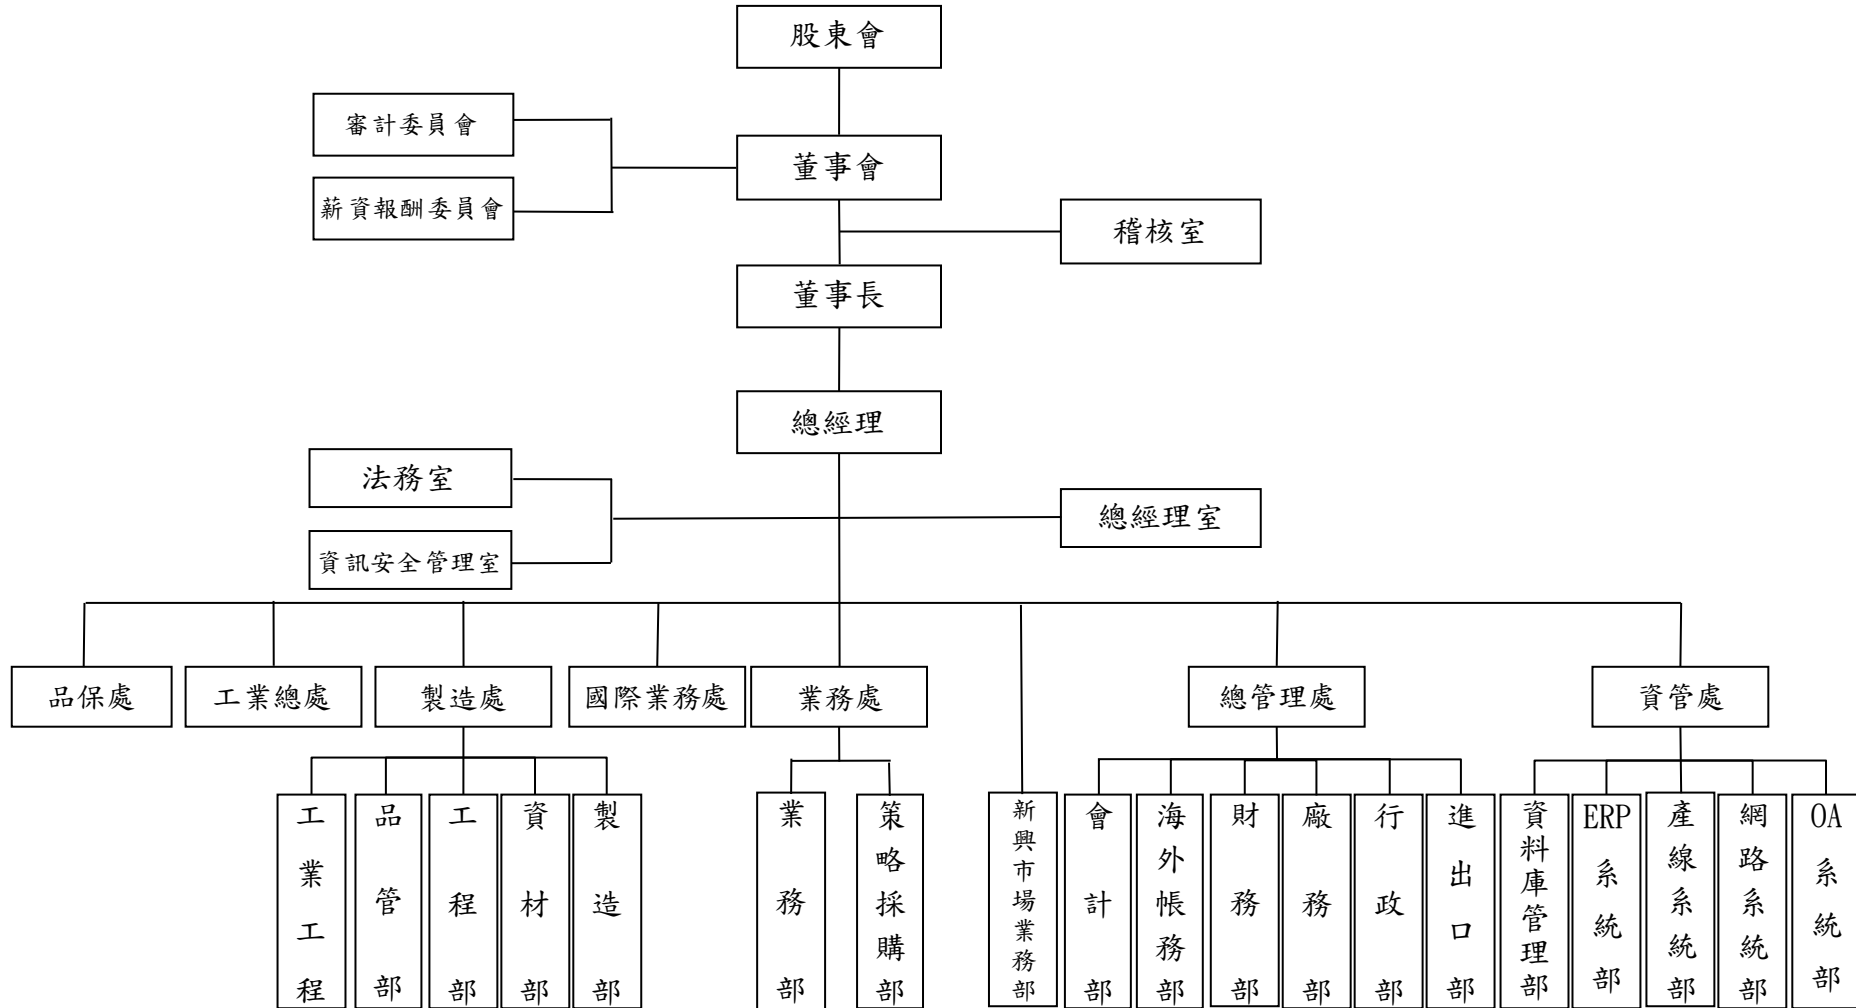 股東會
審計委員會
董事會
薪資報酬委員會
稽核室
董事長
總經理
法務室
總經理室
資訊安全管理室
品保處
工業總處
製造處
國際業務處
業務處
總管理處
資管處
工業工程
品管部
工程部
資材部
製造部
業務部
策略採購部
新興市場業務部
會計部
海外帳務部
財務部
廠務部
行政部
進出口部
資料庫管理部
ERP系統部
產線系統部
網路系統部
OA系統部